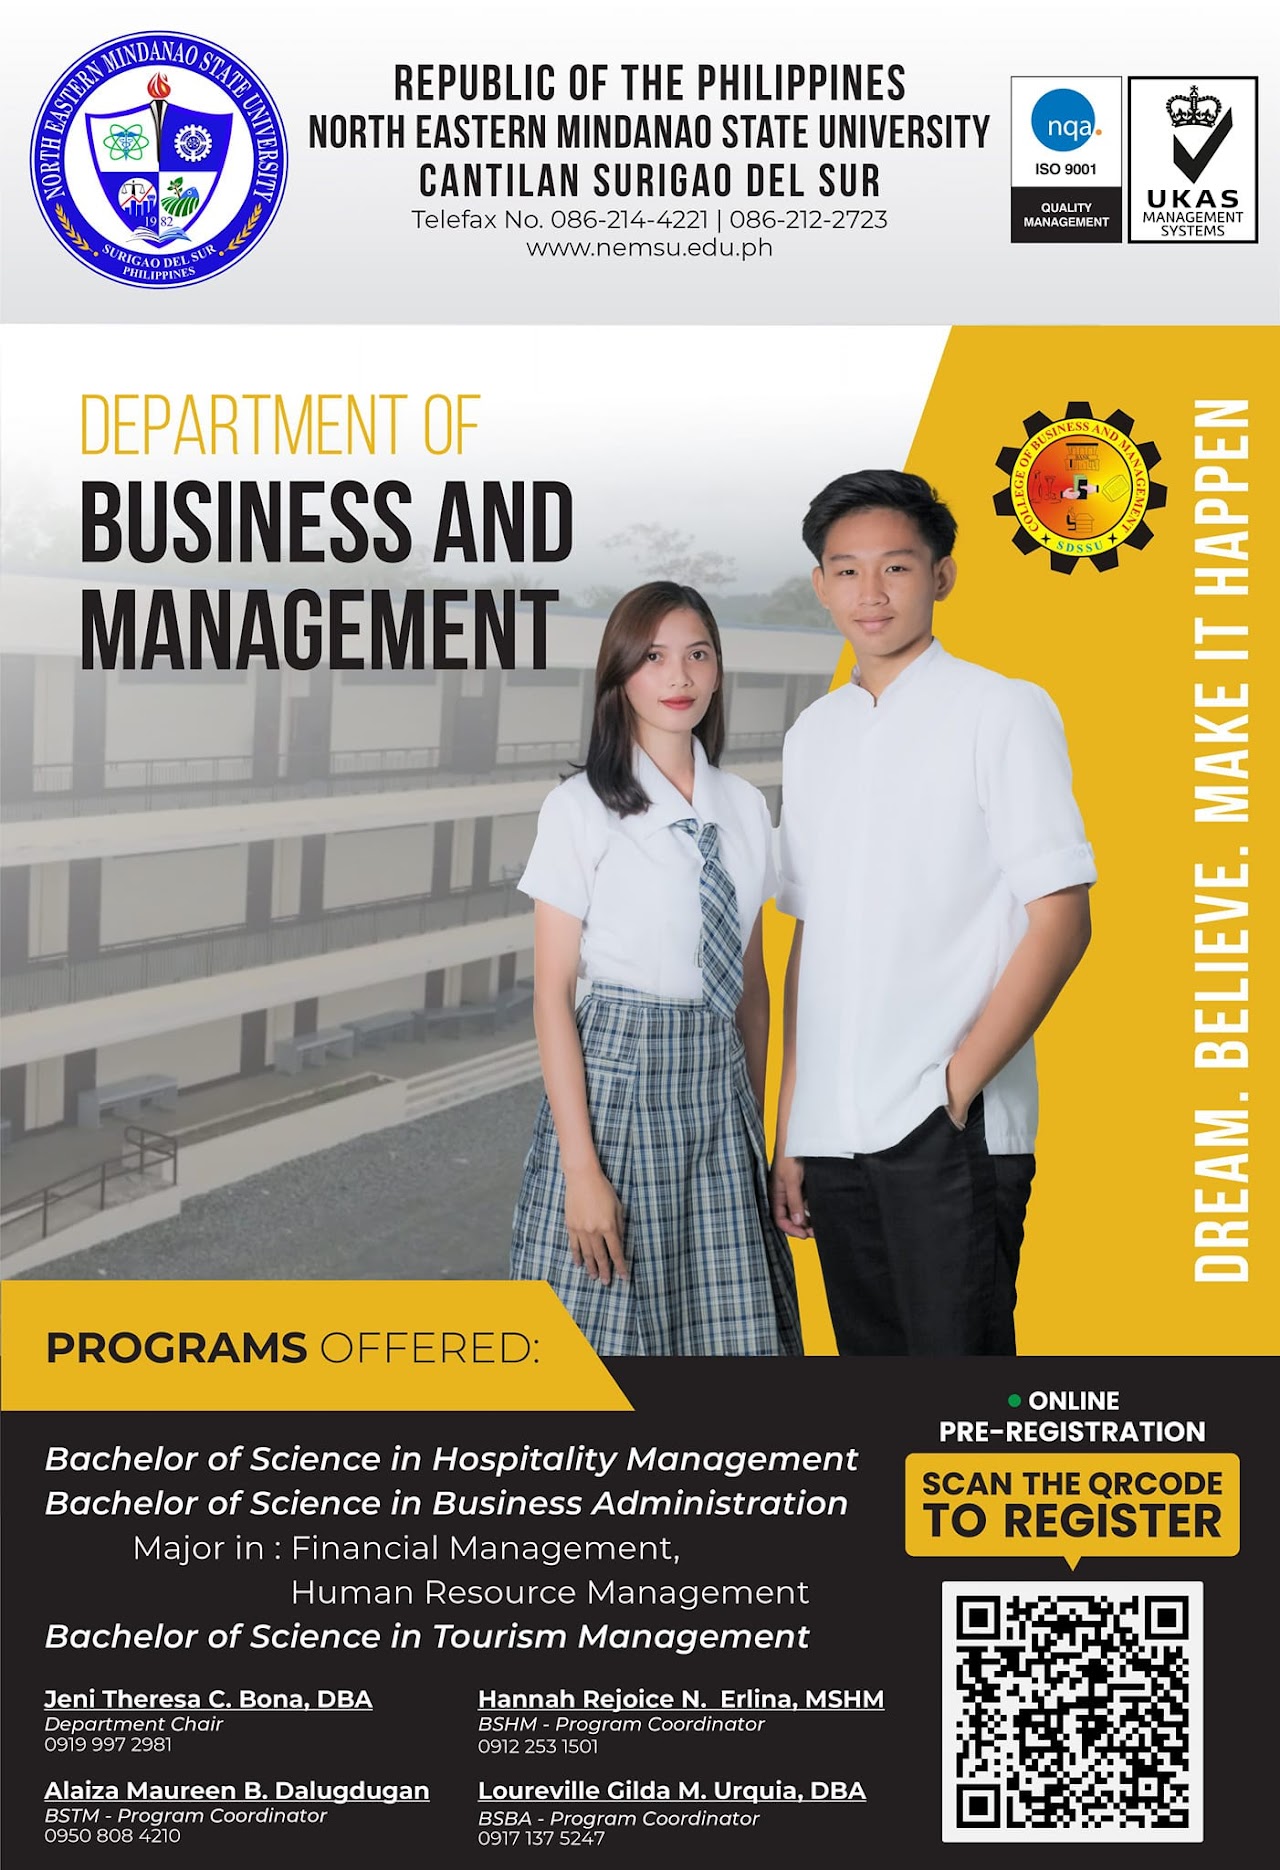 NORTH EASTERN MINDANAO STATE UNIVERSITY
1982
SURIGAO DEL SUR
PHILIPPINES
REPUBLIC OF THE PHILIPPINES
NORTH EASTERN MINDANAO STATE UNIVERSITY
CANTILAN SURIGAO DEL SUR
Telefax No. 086-214-4221 | 086-212-2723
www.nemsu.edu.ph
nqa.
ISO 9001
QUALITY
MANAGEMENT
UKAS
MANAGEMENT
SYSTEMS
DEPARTMENT OF
BUSINESS AND
MANAGEMENT
COLLEGE OF BUSINESS AND MANAGEMENT
BANK
SDSSU
DREAM. BELIEVE. MAKE IT HAPPEN
PROGRAMS OFFERED:
Bachelor of Science in Hospitality Management
Bachelor of Science in Business Administration
Major in : Financial Management,
Human Resource Management
Bachelor of Science in Tourism Management
Jeni Theresa C. Bona, DBA
Department Chair
0919 997 2981
Hannah Rejoice N. Erlina, MSHM
BSHM - Program Coordinator
0912 253 1501
Alaiza Maureen B. Dalugdugan
BSTM - Program Coordinator
0950 808 4210
Loureville Gilda M. Urquia, DBA
BSBA - Program Coordinator
0917 137 5247
ONLINE
PRE-REGISTRATION
SCAN THE QRCODE
TO REGISTER